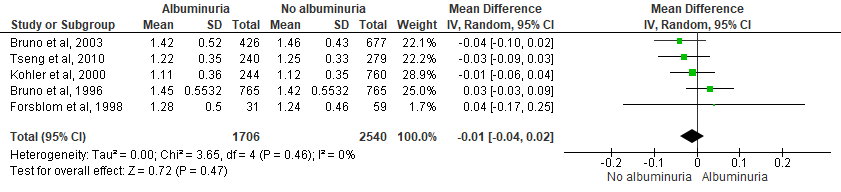 Albuminuria No albuminuria Mean Difference Mean Difference
Study or Subgroup Mean SD Total Mean SD Total Weight IV, Random, 95% CI IV, Random, 95% CI
Bruno et al, 2003 1.42 0.52 426 1.46 0.43 677 22.1% -0.04 [-0.10, 0.02]
Tseng et al, 2010 1.22 0.35 240 1.25 0.33 279 22.2% -0.03 [-0.09, 0.03]
Kohler et al, 2000 1.11 0.36 244 1.12 0.35 760 28.9% -0.01 [-0.06, 0.04]
Bruno et al, 1996 1.45 0.5532 765 1.42 0.5532 765 25.0% 0.03 [-0.03, 0.09]
Forsblom et al, 1998 1.28 0.5 31 1.24 0.46 59 1.7% 0.04 [-0.17, 0.25]
Total (95% CI) 1706 2540 100.0% -0.01 [-0.04, 0.02]
Heterogeneity: Tau² = 0.00; Chi² = 3.65, df = 4 (P = 0.46); I² = 0%
Test for overall effect: Z = 0.72 (P = 0.47)
-0.2 -0.1 0 0.1 0.2
No albuminuria Albuminuria